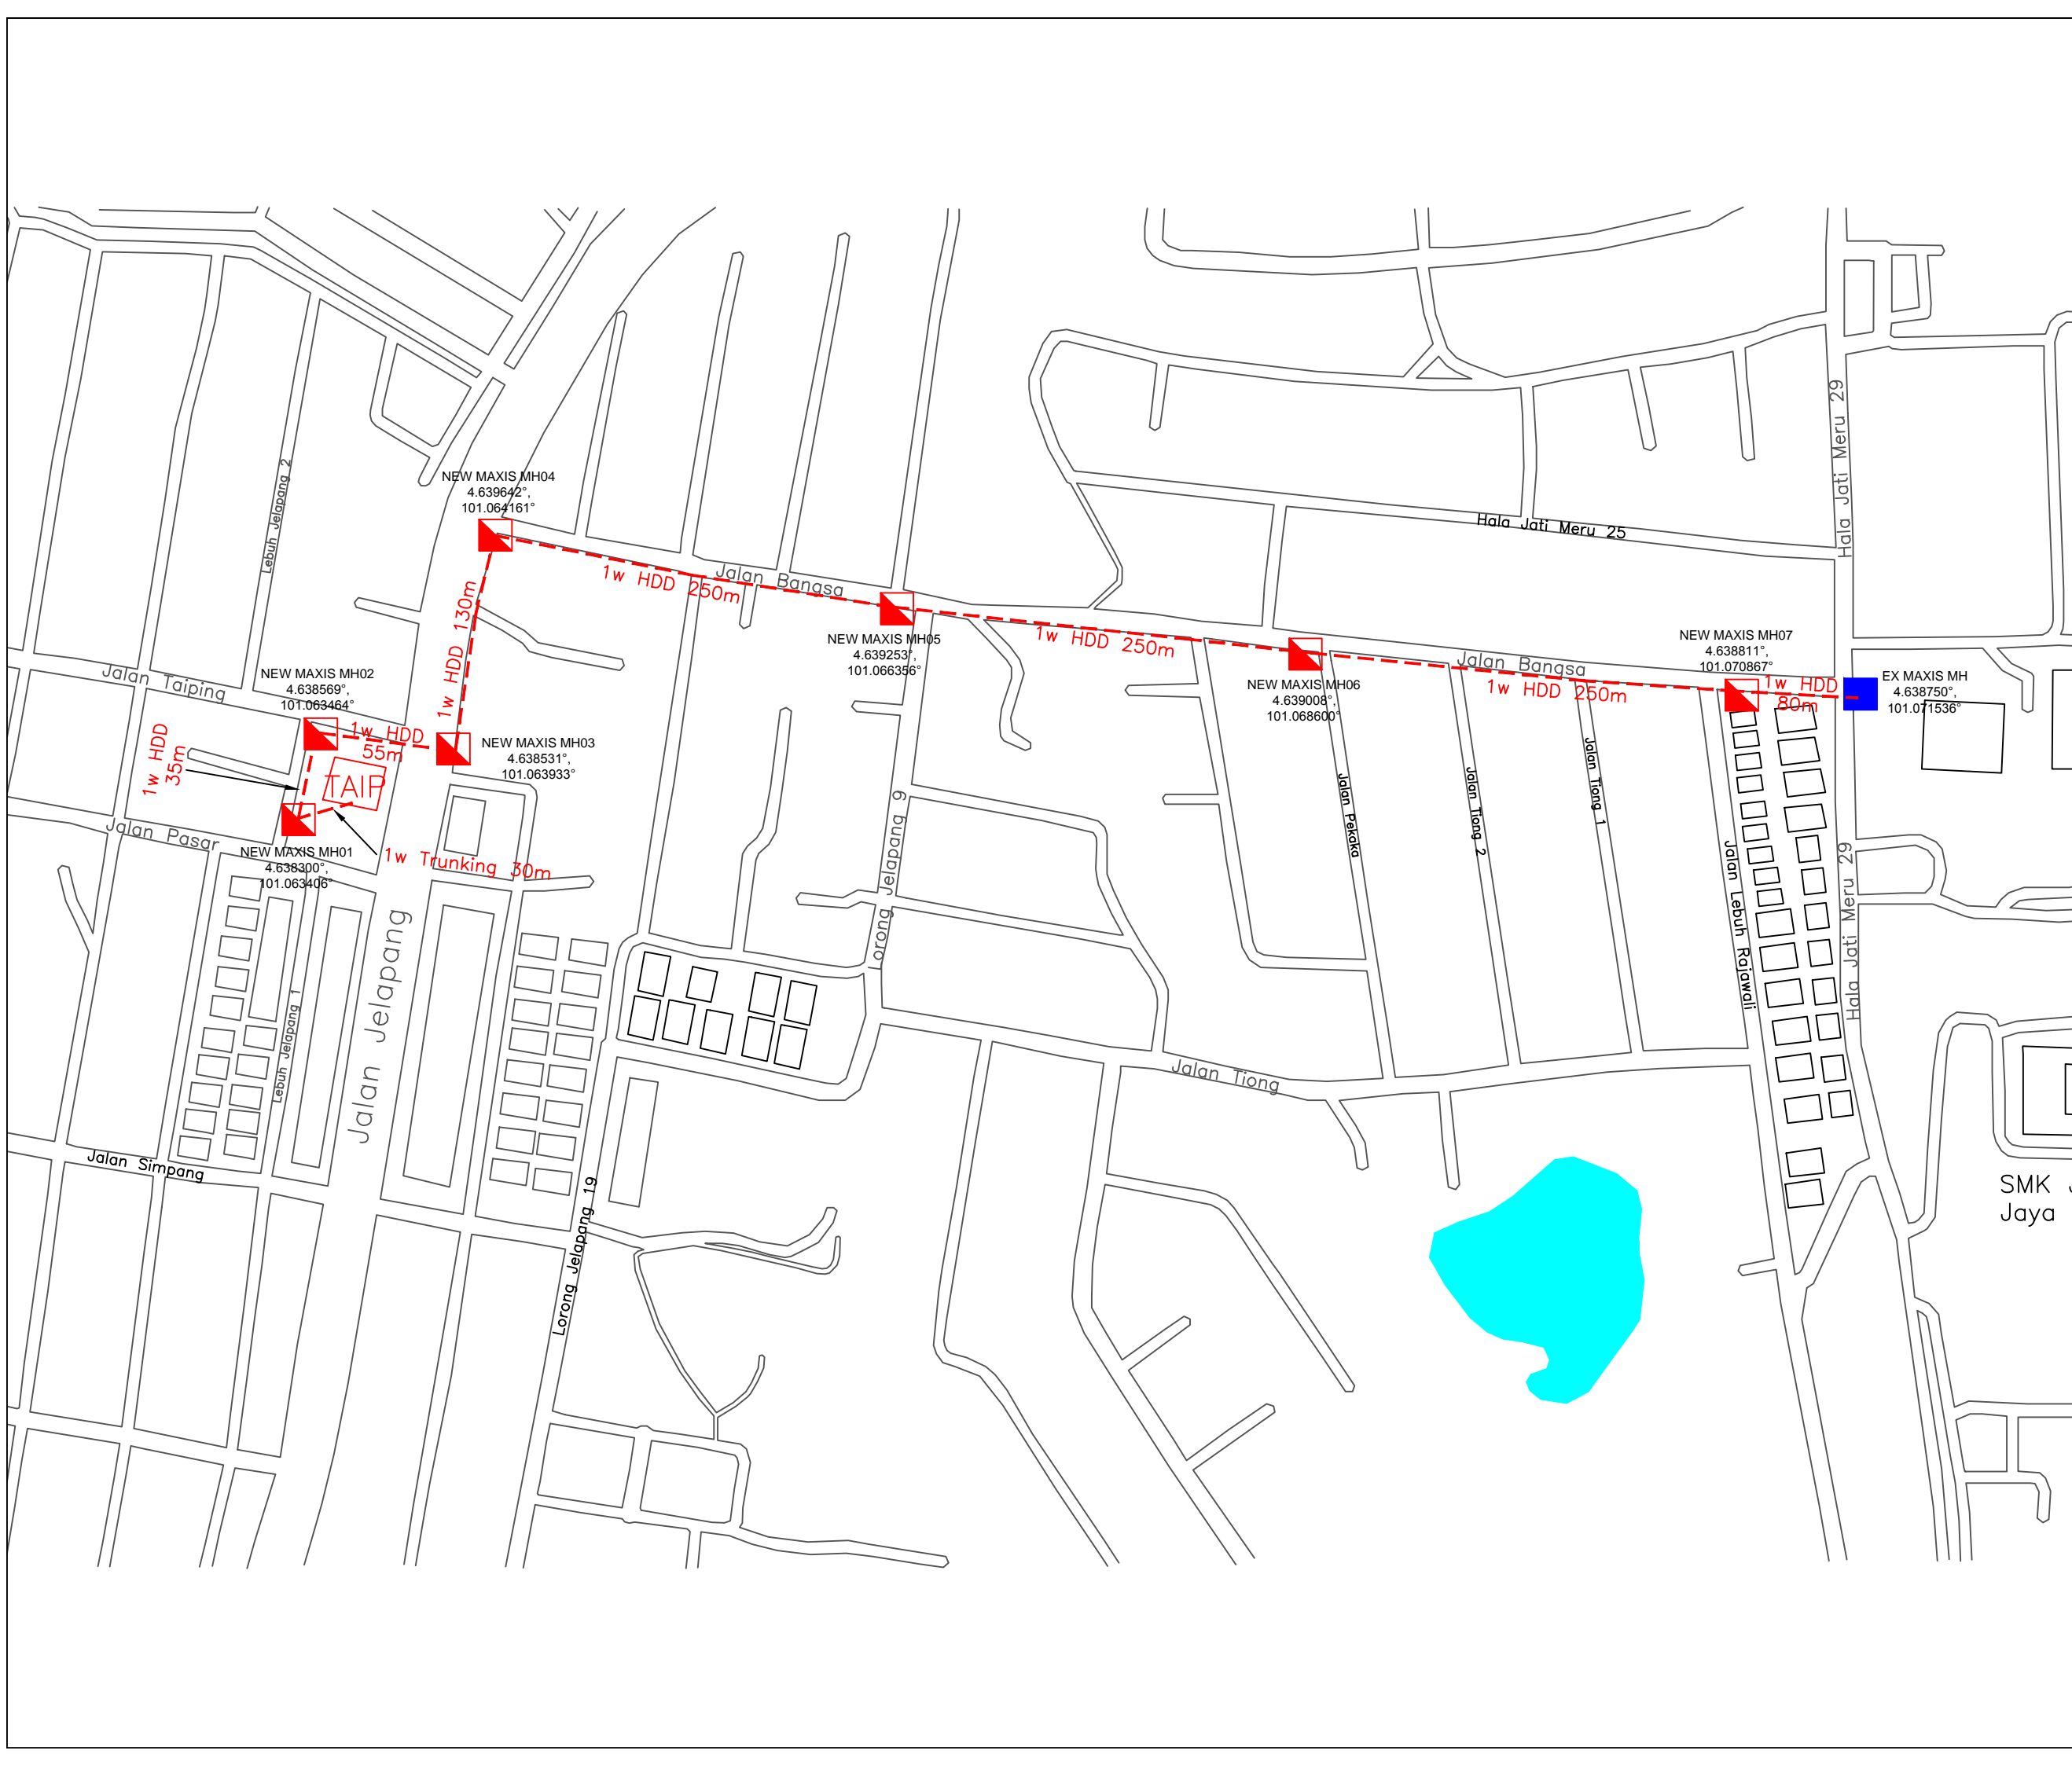 Hala Jati Meru 29
Lebuh Jelapang 2
NEW MAXIS MH04
4.639642°,
101.064161°
Hala Jati Meru 25
Jalan Bangsa
1w HDD 250m
1w HDD 130m
NEW MAXIS MH05
4.639253°,
101.066356°
1w HDD 250m
NEW MAXIS MH07
4.638811°,
101.070867°
Jalan Bangsa
1w HDD
80m
EX MAXIS MH
4.638750°,
101.071536°
NEW MAXIS MH06
4.639008°,
101.068600°
1w HDD 250m
Jalan Taiping
NEW MAXIS MH02
4.638569°,
101.063464°
1w HDD
55m
NEW MAXIS MH03
4.638531°,
101.063933°
1w HDD
35m
TAIP
Jalan Pasar
NEW MAXIS MH01
4.638300°,
101.063406°
1w Trunking 30m
Lorong Jelapang 9
Jalan Pekaka
Jalan Tiong 2
Jalan Tiong 1
Jalan Lebuh Rajawali
Hala Jati Meru 29
Jalan Jelapang
Lebuh Jelapang 1
Jalan Tiong
Jalan Simpang
Lorong Jelapang 19
SMK
Jaya